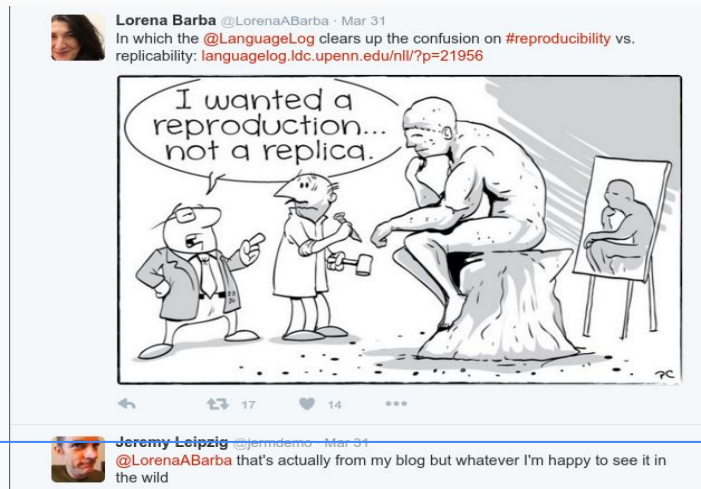 Lorena Barba @LorenaABarba · Mar 31
In which the @LanguageLog clears up the confusion on #reproducibility vs.
replicability: languagelog.ldc.upenn.edu/nll/?p=21956
I wanted a
reproduction...
not a replica.
PC
17
14
Jeremy Leipzig @jermdemo · Mar 31
@LorenaABarba that's actually from my blog but whatever I'm happy to see it in
the wild